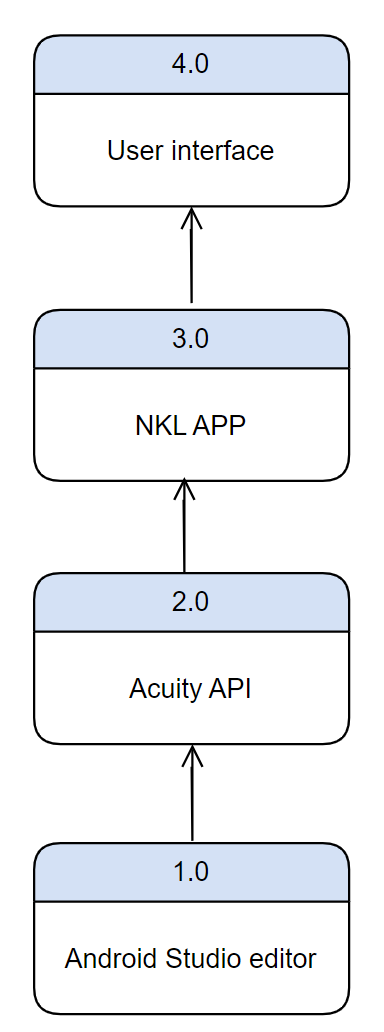 4.0
User interface
3.0
NKL APP
2.0
Acuity API
1.0
Android Studio editor